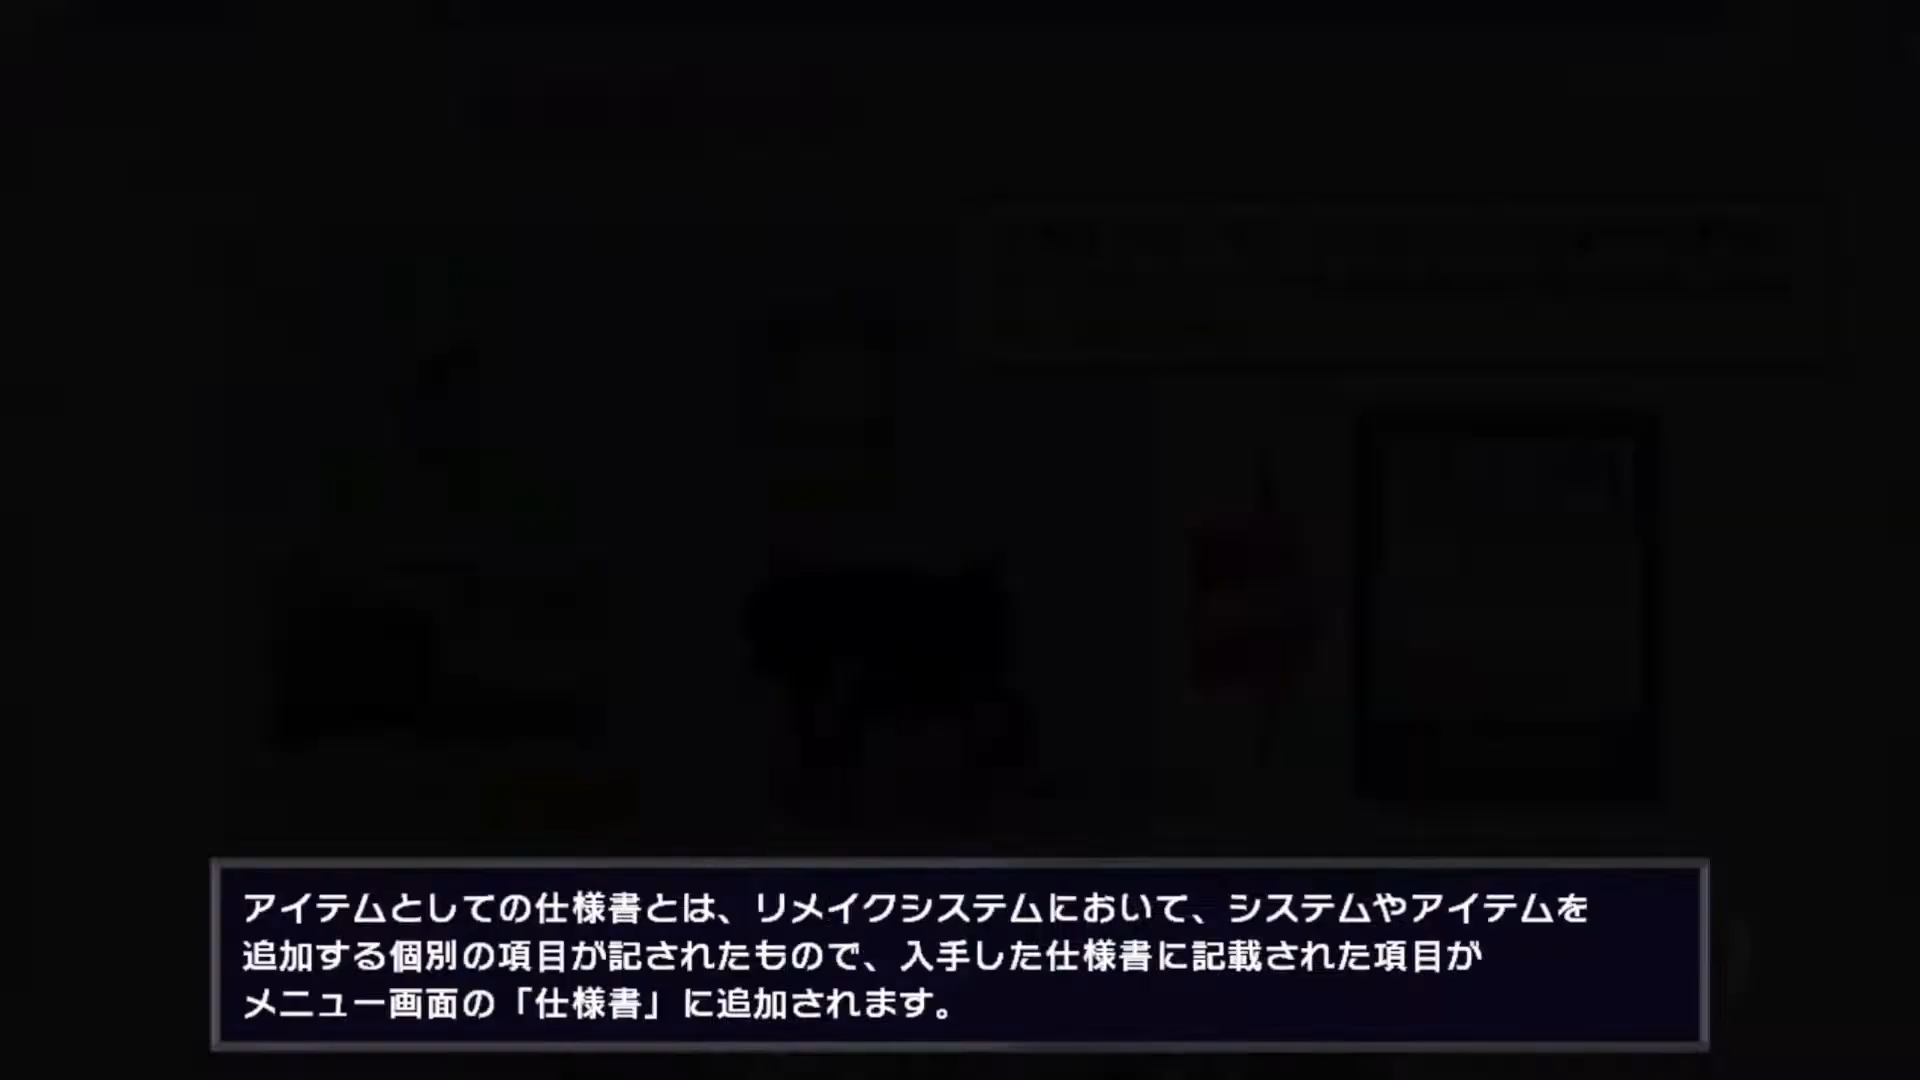 アイテムとしての仕様書とは、リメイクシステムにおいて、システムやアイテムを
追加する個別の項目が記されたもので、入手した仕様書に記載された項目が
メニュー画面の「仕様書」に追加されます。